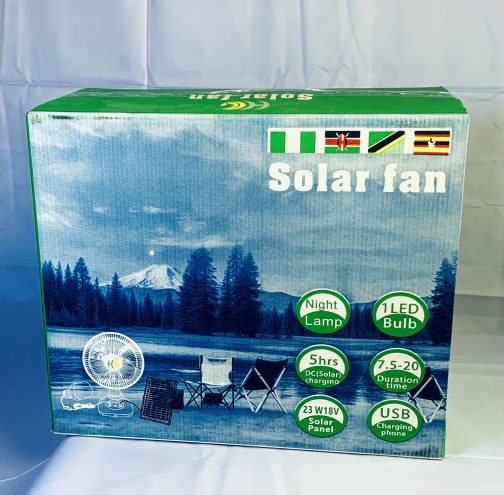 Solar fan
Solar fan
Night
Lamp
1LED
Bulb
5hrs
DC(Solar)
charging
7.5-20
Duration
time
23 W18V
Solar
Panel
USB
Charging
phone